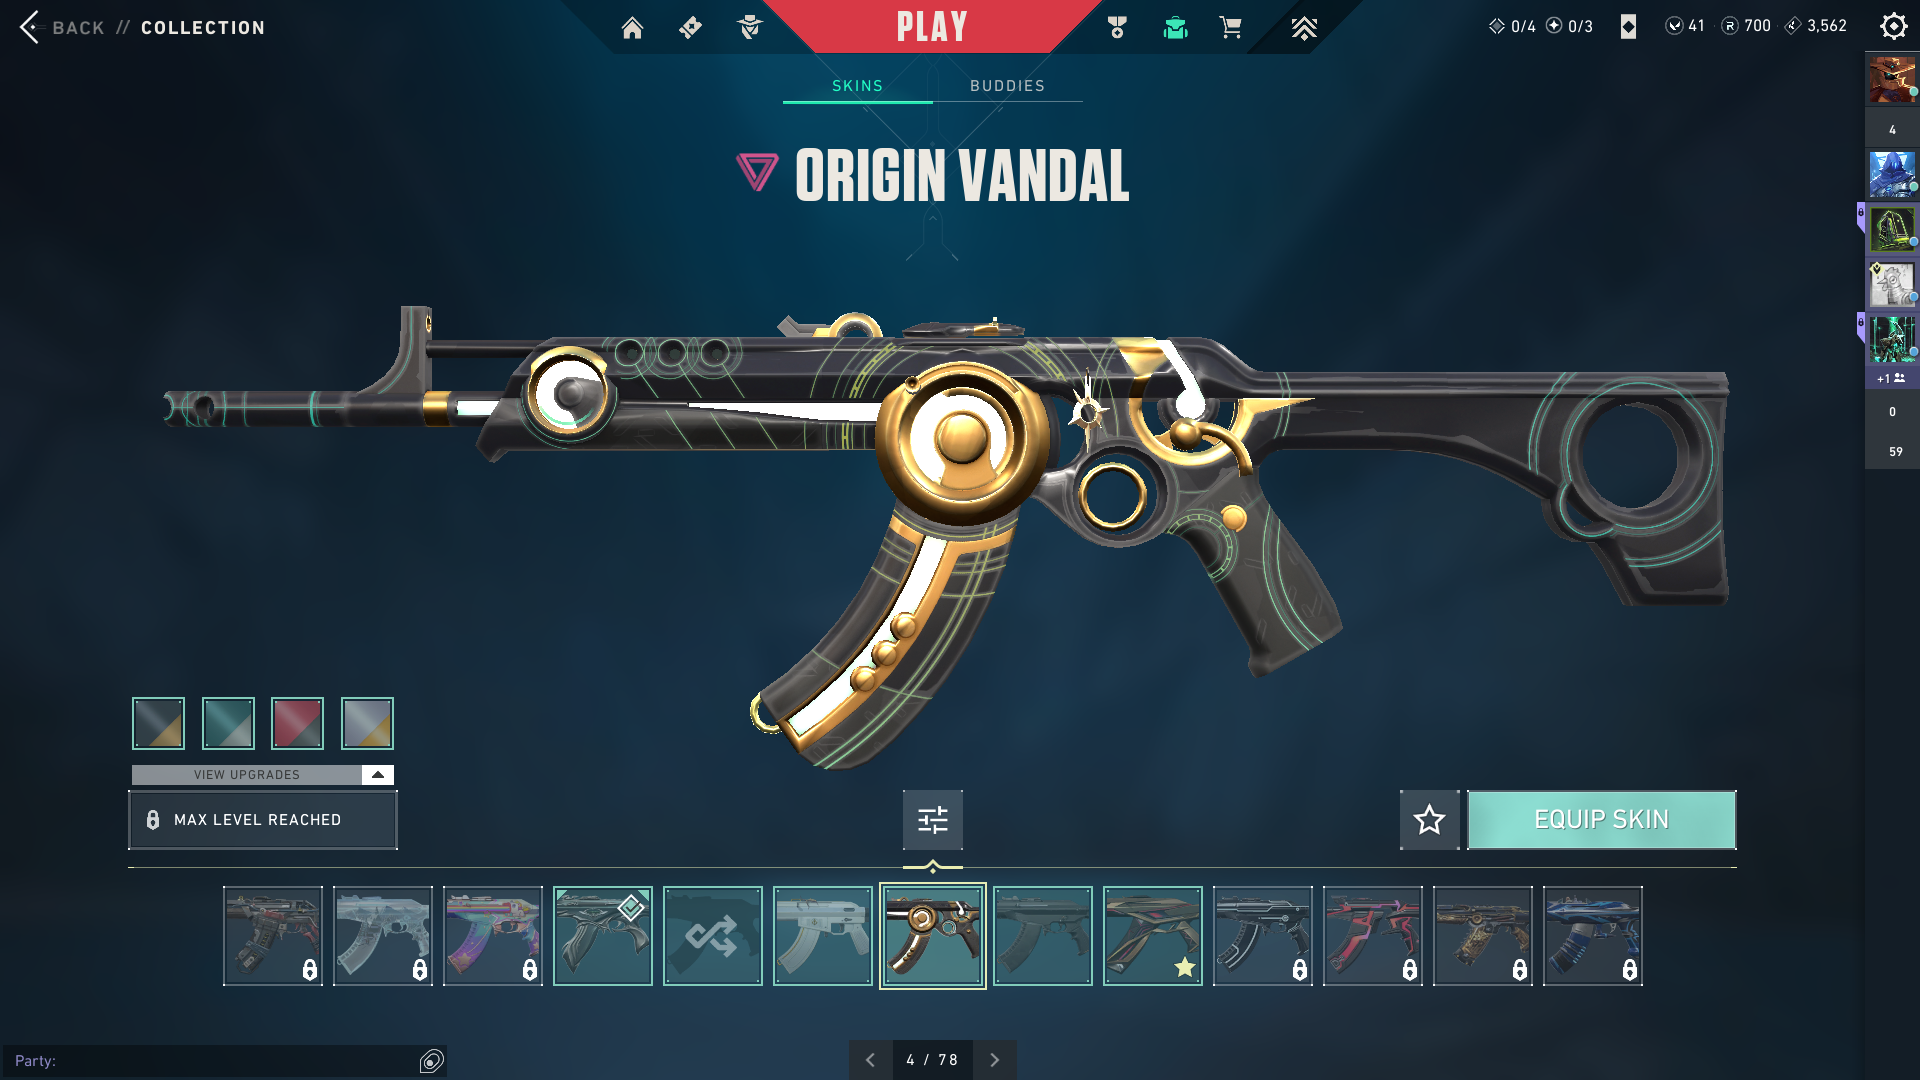 BACK // COLLECTION
PLAY
0/4 0/3 41 700 3,562
SKINS BUDDIES
ORIGIN VANDAL
4
+1
0
59
VIEW UPGRADES
MAX LEVEL REACHED
EQUIP SKIN
Party:
4 / 78